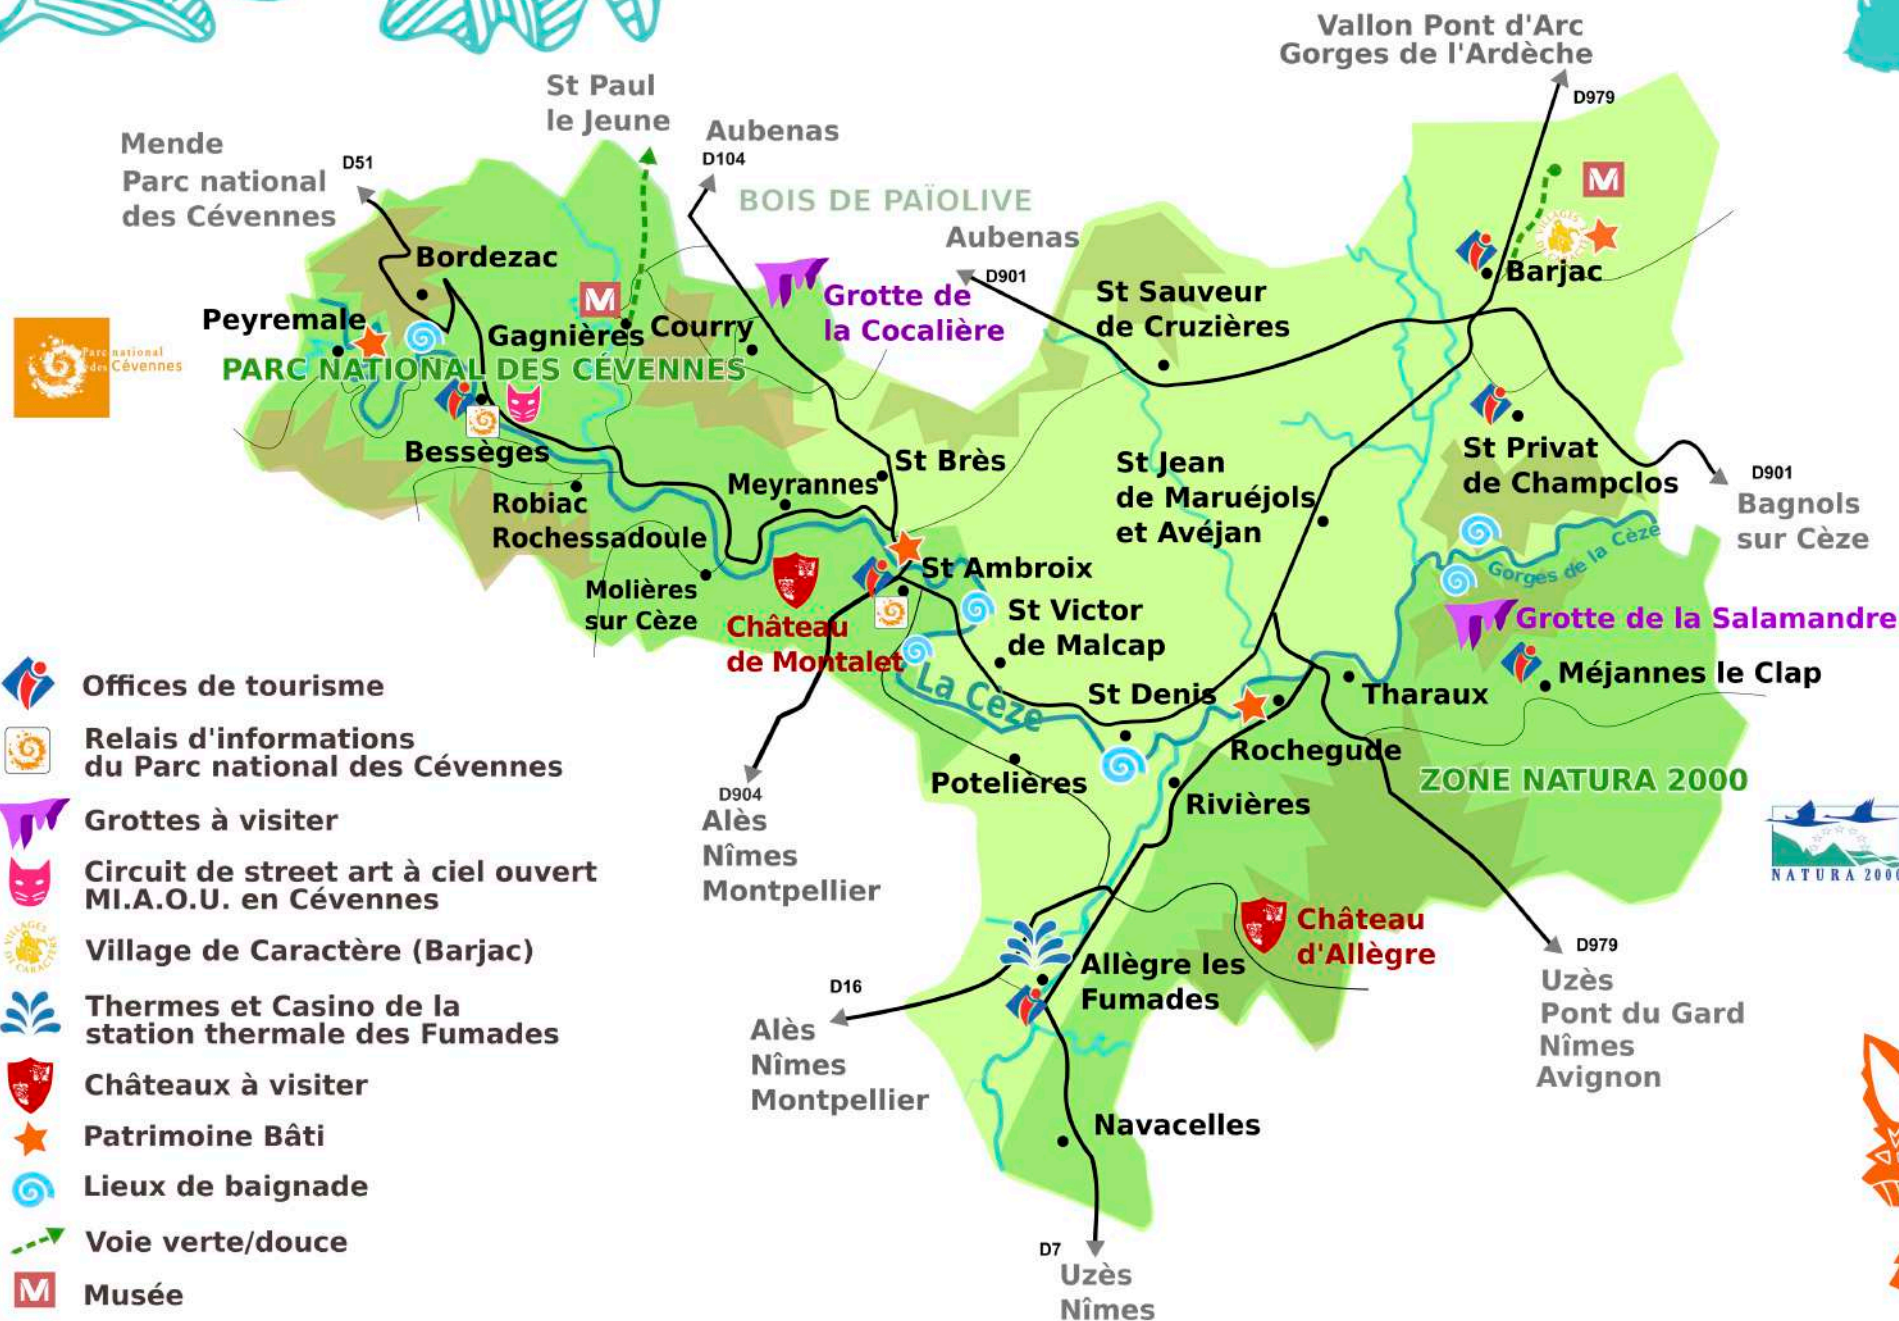 Vallon Pont d'Arc
Gorges de l'Ardèche
D979
St Paul
le Jeune
Aubenas
D104
Mende
Parc national
des Cévennes
D51
BOIS DE PAÏOLIVE
Aubenas
D901
Bordezac
Peyremale
Gagnières
Courry
Grotte de
la Cocalière
St Sauveur
de Cruzières
Barjac
Parc national
des Cévennes
PARC NATIONAL DES CÉVENNES
Bessèges
Robiac
Rochessadoule
Meyrannes
St Brès
St Jean
de Maruéjols
et Avéjan
St Privat
de Champclos
D901
Bagnols
sur Cèze
Gorges de la Cèze
Molières
sur Cèze
Château
de Montalet
St Ambroix
St Victor
de Malcap
Grotte de la Salamandre
Méjannes le Clap
La Cèze
St Denis
Tharaux
Rochegude
Potelières
Rivières
ZONE NATURA 2000
NATURA 2000
D904
Alès
Nîmes
Montpellier
Château
d'Allègre
D979
Uzès
Pont du Gard
Nîmes
Avignon
Allègre les
Fumades
D16
Alès
Nîmes
Montpellier
Navacelles
D7
Uzès
Nîmes
Offices de tourisme
Relais d'informations
du Parc national des Cévennes
Grottes à visiter
Circuit de street art à ciel ouvert
MI.A.O.U. en Cévennes
VILLAGES
DE CARACTÈRE
Village de Caractère (Barjac)
Thermes et Casino de la
station thermale des Fumades
Châteaux à visiter
Patrimoine Bâti
Lieux de baignade
Voie verte/douce
M
Musée